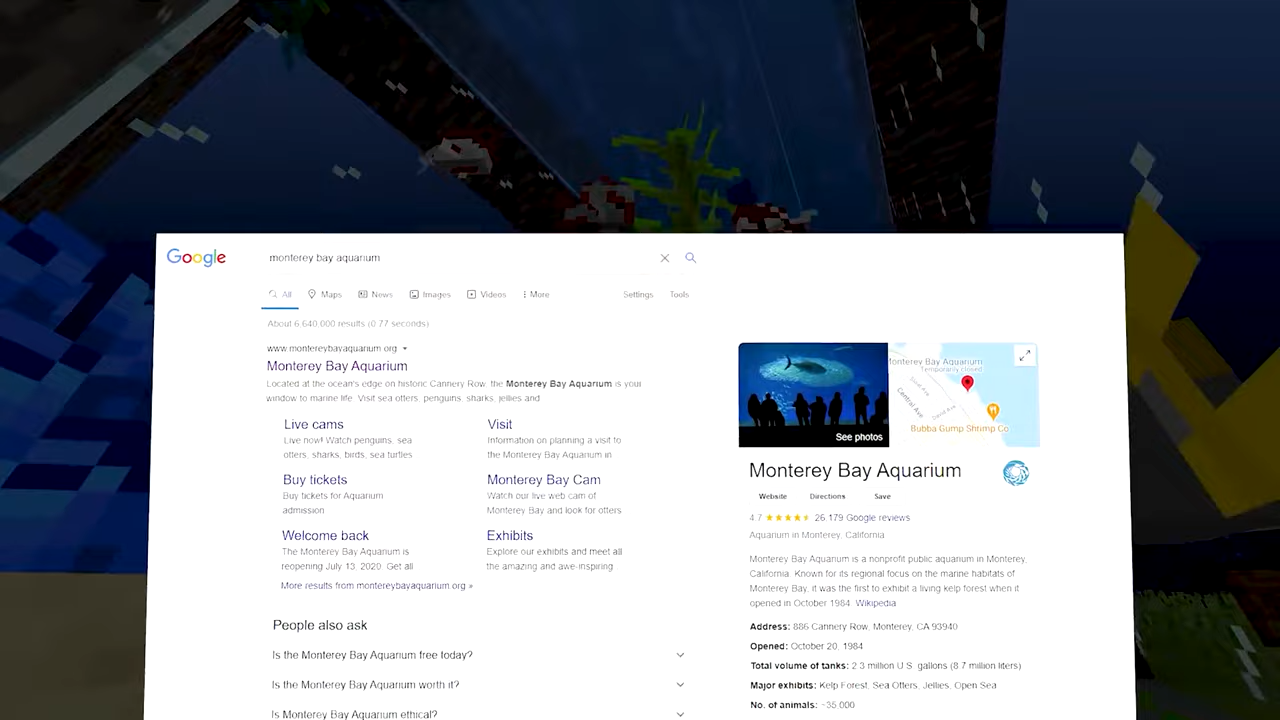 Google
monterey bay aquarium
All Maps News Images Videos More Settings Tools
About 6,640,000 results (0.77 seconds)
www.montereybayaquarium.org
Monterey Bay Aquarium
Located at the ocean's edge on historic Cannery Row, the Monterey Bay Aquarium is your
window to marine life. Visit sea otters, penguins, sharks, jellies and
Live cams
Live now! Watch penguins, sea
otters, sharks, birds, sea turtles
Visit
Information on planning a visit to
the Monterey Bay Aquarium in
Buy tickets
Buy tickets for Aquarium
admission
Monterey Bay Cam
Watch our live web cam of
Monterey Bay and look for otters
Welcome back
The Monterey Bay Aquarium is
reopening July 13, 2020. Get all
Exhibits
Explore our exhibits and meet all
the amazing and awe-inspiring
More results from montereybayaquarium.org »
People also ask
Is the Monterey Bay Aquarium free today?
Is the Monterey Bay Aquarium worth it?
Is Monterey Bay Aquarium ethical?
See photos
Monterey Bay Aquarium
Temporarily closed
Central Ave
David Ave
Bubba Gump Shrimp Co
Monterey Bay Aquarium
Website Directions Save
4.7 26,179 Google reviews
Aquarium in Monterey, California
Monterey Bay Aquarium is a nonprofit public aquarium in Monterey,
California. Known for its regional focus on the marine habitats of
Monterey Bay, it was the first to exhibit a living kelp forest when it
opened in October 1984. Wikipedia
Address: 886 Cannery Row, Monterey, CA 93940
Opened: October 20, 1984
Total volume of tanks: 2.3 million U.S. gallons (8.7 million liters)
Major exhibits: Kelp Forest, Sea Otters, Jellies, Open Sea
No. of animals: ~35,000